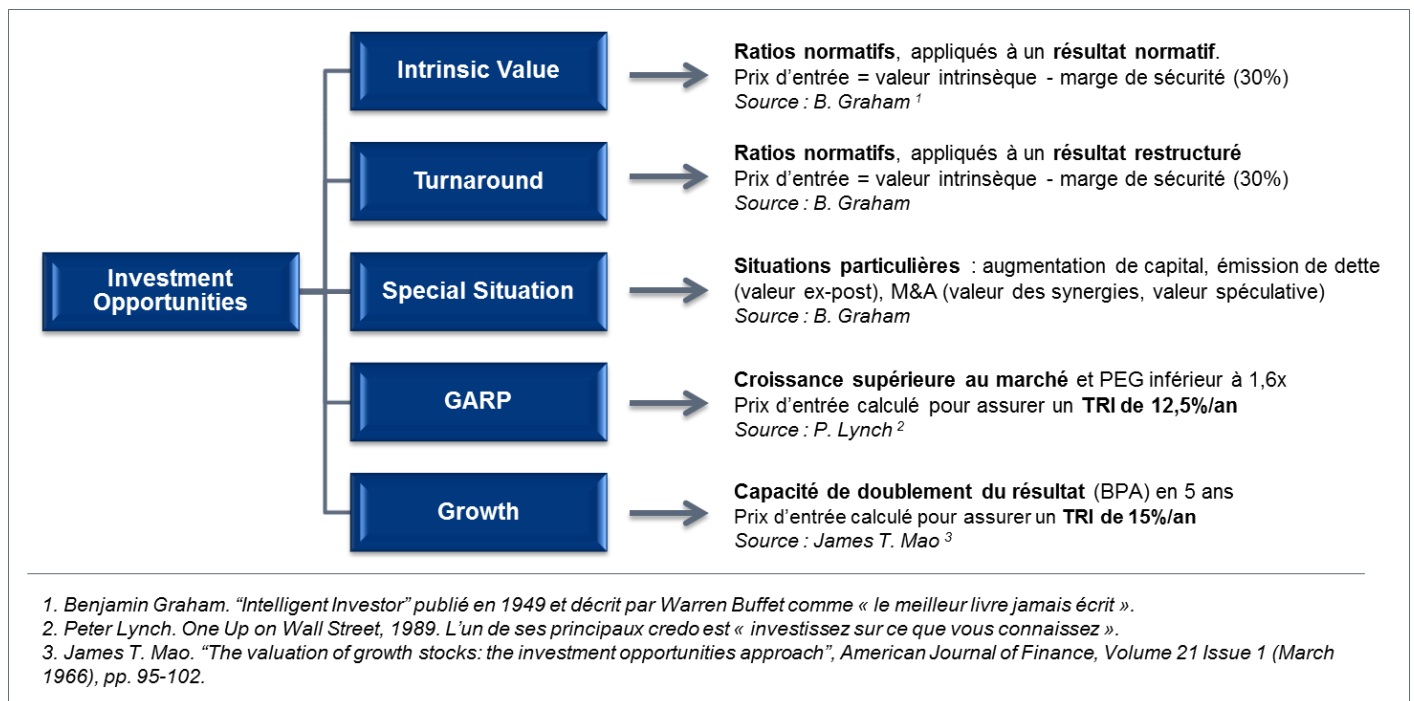 Investment
Opportunities
Intrinsic Value
Ratios normatifs, appliqués à un résultat normatif.
Prix d’entrée = valeur intrinsèque - marge de sécurité (30%)
Source : B. Graham 1
Turnaround
Ratios normatifs, appliqués à un résultat restructuré
Prix d’entrée = valeur intrinsèque - marge de sécurité (30%)
Source : B. Graham
Special Situation
Situations particulières : augmentation de capital, émission de dette
(valeur ex-post), M&A (valeur des synergies, valeur spéculative)
Source : B. Graham
GARP
Croissance supérieure au marché et PEG inférieur à 1,6x
Prix d’entrée calculé pour assurer un TRI de 12,5%/an
Source : P. Lynch 2
Growth
Capacité de doublement du résultat (BPA) en 5 ans
Prix d’entrée calculé pour assurer un TRI de 15%/an
Source : James T. Mao 3
1. Benjamin Graham. “Intelligent Investor” publié en 1949 et décrit par Warren Buffet comme « le meilleur livre jamais écrit ».
2. Peter Lynch. One Up on Wall Street, 1989. L’un de ses principaux credo est « investissez sur ce que vous connaissez ».
3. James T. Mao. “The valuation of growth stocks: the investment opportunities approach”, American Journal of Finance, Volume 21 Issue 1 (March
1966), pp. 95-102.